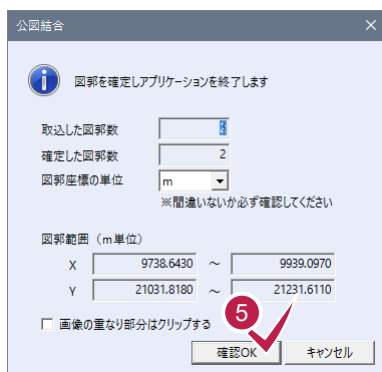 公図結合
図郭を確定しアプリケーションを終了します
取込した図郭数
確定した図郭数 2
図郭座標の単位 m
※間違いないか必ず確認してください
図郭範囲（m単位）
X 9738.6430 ～ 9939.0970
Y 21031.8180 ～ 21231.6110
5
画像の重なり部分はクリップする
確認OK キャンセル